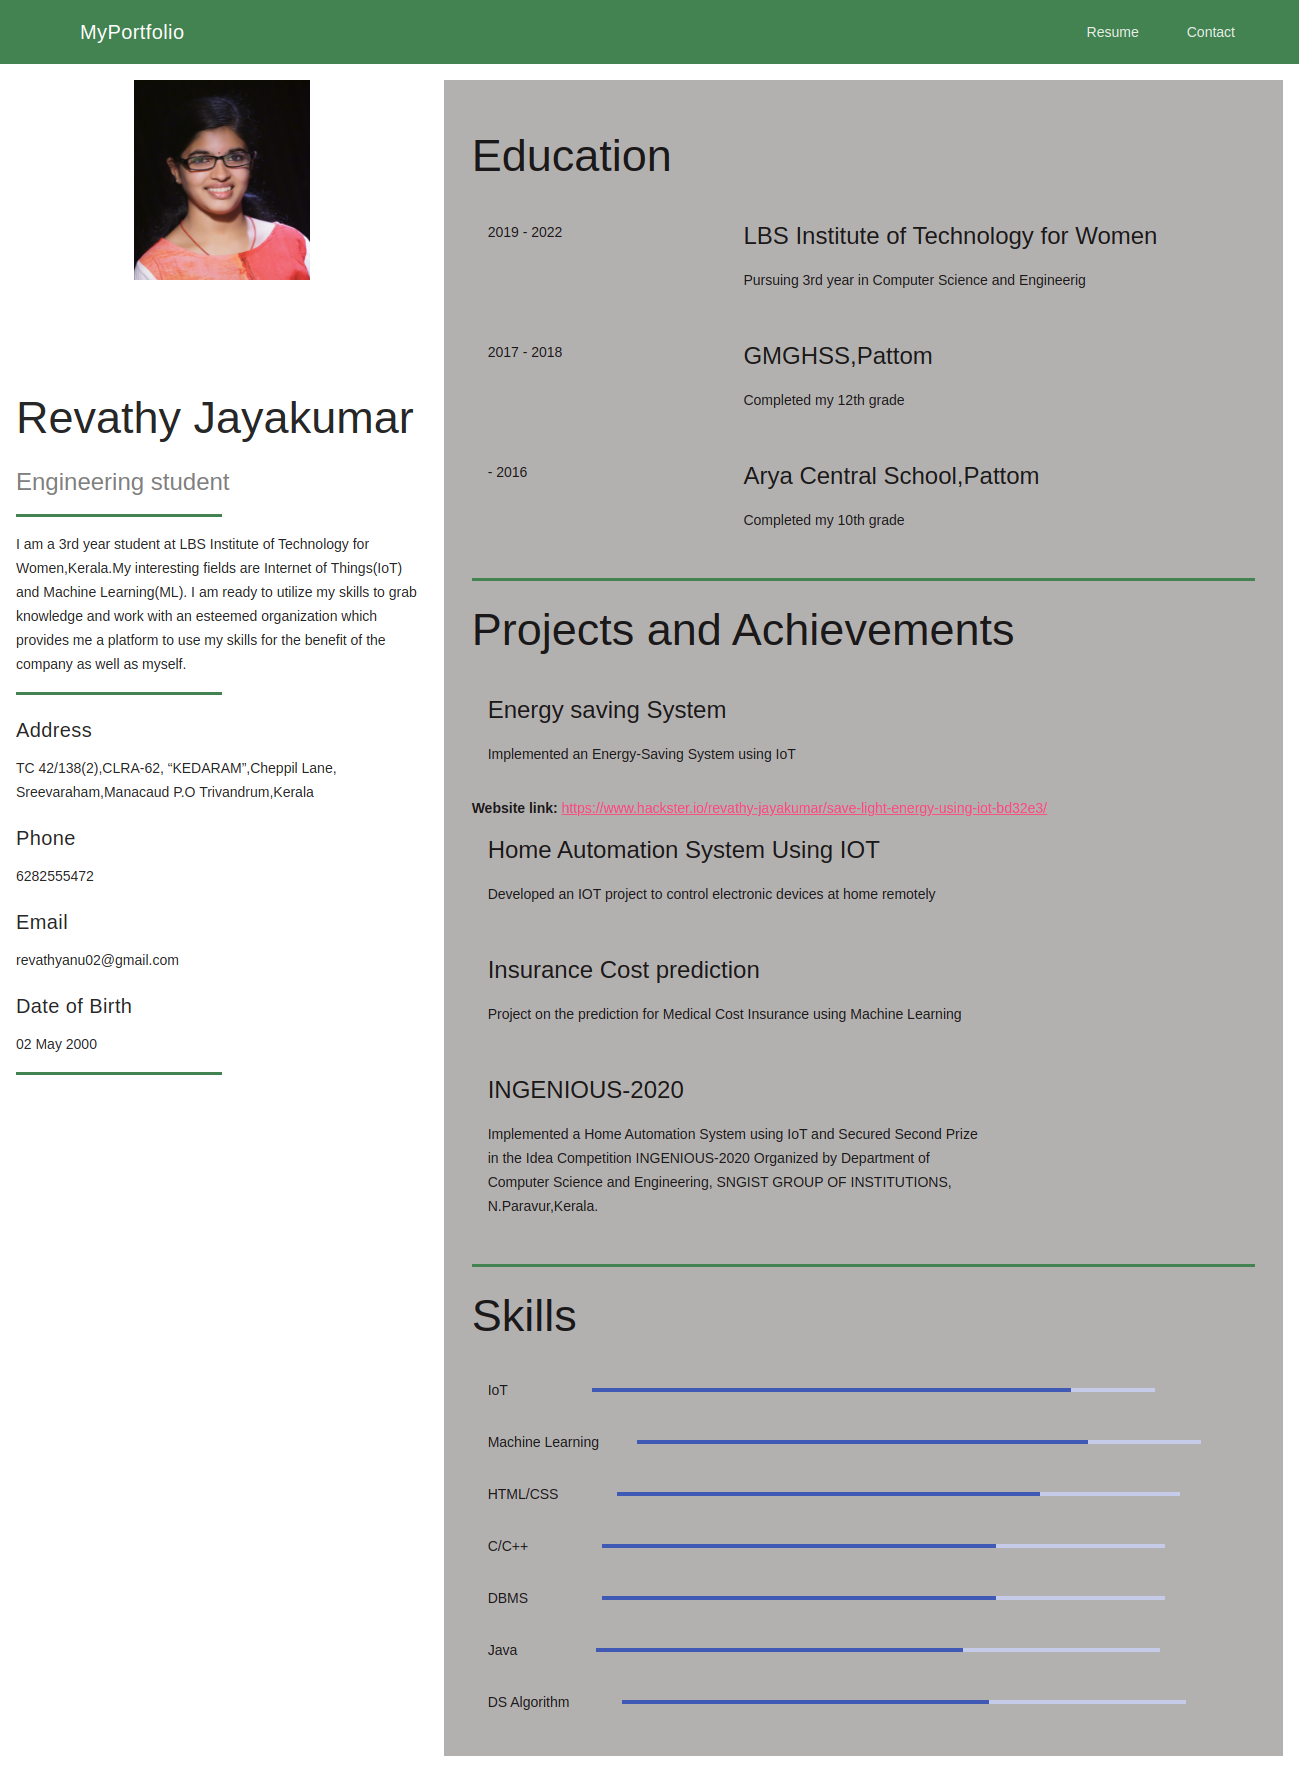 MyPortfolio
Resume
Contact
Revathy Jayakumar
Engineering student
I am a 3rd year student at LBS Institute of Technology for
Women,Kerala.My interesting fields are Internet of Things(IoT)
and Machine Learning(ML). I am ready to utilize my skills to grab
knowledge and work with an esteemed organization which
provides me a platform to use my skills for the benefit of the
company as well as myself.
Address
TC 42/138(2),CLRA-62, “KEDARAM”,Cheppil Lane,
Sreevaraham,Manacaud P.O Trivandrum,Kerala
Phone
6282555472
Email
revathyanu02@gmail.com
Date of Birth
02 May 2000
Education
2019 - 2022
LBS Institute of Technology for Women
Pursuing 3rd year in Computer Science and Engineerig
2017 - 2018
GMGHSS,Pattom
Completed my 12th grade
- 2016
Arya Central School,Pattom
Completed my 10th grade
Projects and Achievements
Energy saving System
Implemented an Energy-Saving System using IoT
Website link: https://www.hackster.io/revathy-jayakumar/save-light-energy-using-iot-bd32e3/
Home Automation System Using IOT
Developed an IOT project to control electronic devices at home remotely
Insurance Cost prediction
Project on the prediction for Medical Cost Insurance using Machine Learning
INGENIOUS-2020
Implemented a Home Automation System using IoT and Secured Second Prize
in the Idea Competition INGENIOUS-2020 Organized by Department of
Computer Science and Engineering, SNGIST GROUP OF INSTITUTIONS,
N.Paravur,Kerala.
Skills
IoT
Machine Learning
HTML/CSS
C/C++
DBMS
Java
DS Algorithm